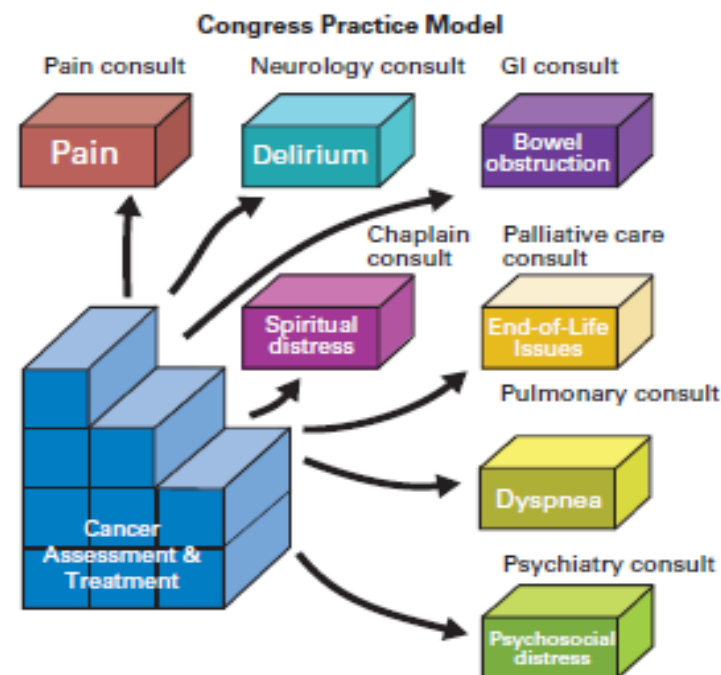 Congress Practice Model
Pain consult
Neurology consult
GI consult
Pain
Delirium
Bowel
obstruction
Chaplain
consult
Palliative care
consult
Spiritual
distress
End-of-Life
Issues
Pulmonary consult
Dyspnea
Cancer
Assessment &
Treatment
Psychiatry consult
Psychosocial
distress